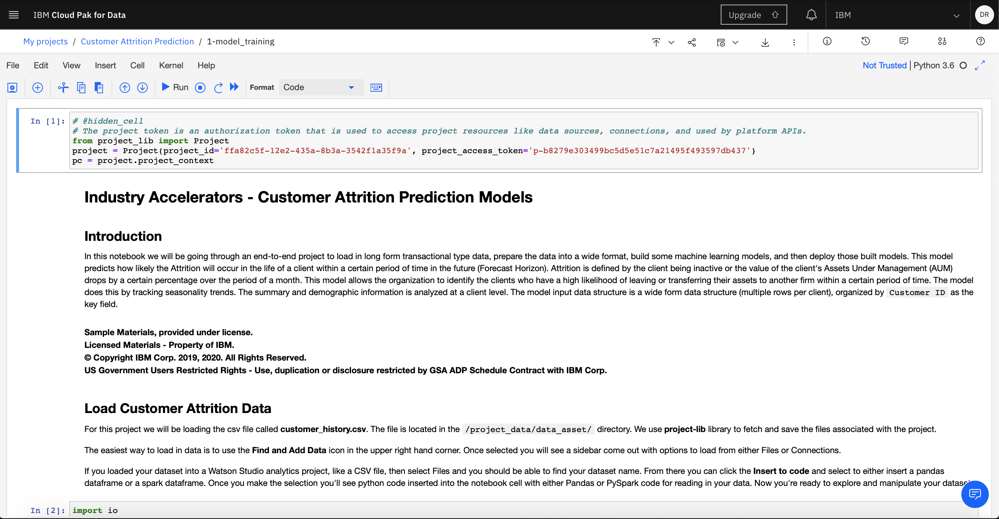 IBM Cloud Pak for Data
Upgrade
IBM
DR
My projects / Customer Attrition Prediction / 1-model_training
File Edit View Insert Cell Kernel Help
Not Trusted | Python 3.6
Run
Format
Code
In [1]:
# @hidden_cell
# The project token is an authorization token that is used to access project resources like data sources, connections, and used by platform APIs.
from project_lib import Project
project = Project(project_id='ffa82c5f-12e2-435a-8b3a-3542f1a35f9a', project_access_token='p-b8279e303499bc5d5e51c7a21495f493597db437')
pc = project.project_context
Industry Accelerators - Customer Attrition Prediction Models
Introduction
In this notebook we will be going through an end-to-end project to load in long form transactional type data, prepare the data into a wide format, build some machine learning models, and then deploy those built models. This model
predicts how likely the Attrition will occur in the life of a client within a certain period of time in the future (Forecast Horizon). Attrition is defined by the client being inactive or the value of the client's Assets Under Management (AUM)
drops by a certain percentage over the period of a month. This model allows the organization to identify the clients who have a high likelihood of leaving or transferring their assets to another firm within a certain period of time. The model
does this by tracking seasonality trends. The summary and demographic information is analyzed at a client level. The model input data structure is a wide form data structure (multiple rows per client), organized by Customer ID as the
key field.
Sample Materials, provided under license.
Licensed Materials - Property of IBM.
© Copyright IBM Corp. 2019, 2020. All Rights Reserved.
US Government Users Restricted Rights - Use, duplication or disclosure restricted by GSA ADP Schedule Contract with IBM Corp.
Load Customer Attrition Data
For this project we will be loading the csv file called customer_history.csv. The file is located in the /project_data/data_asset/ directory. We use project-lib library to fetch and save the files associated with the project.
The easiest way to load in data is to use the Find and Add Data icon in the upper right hand corner. Once selected you will see a sidebar come out with options to load from either Files or Connections.
If you loaded your dataset into a Watson Studio analytics project, like a CSV file, then select Files and you should be able to find your dataset name. From there you can click the Insert to code and select to either insert a pandas
dataframe or a spark dataframe. Once you make the selection you'll see python code inserted into the notebook cell with either Pandas or PySpark code for reading in your data. Now you're ready to explore and manipulate your dataset
In [2]:
import io